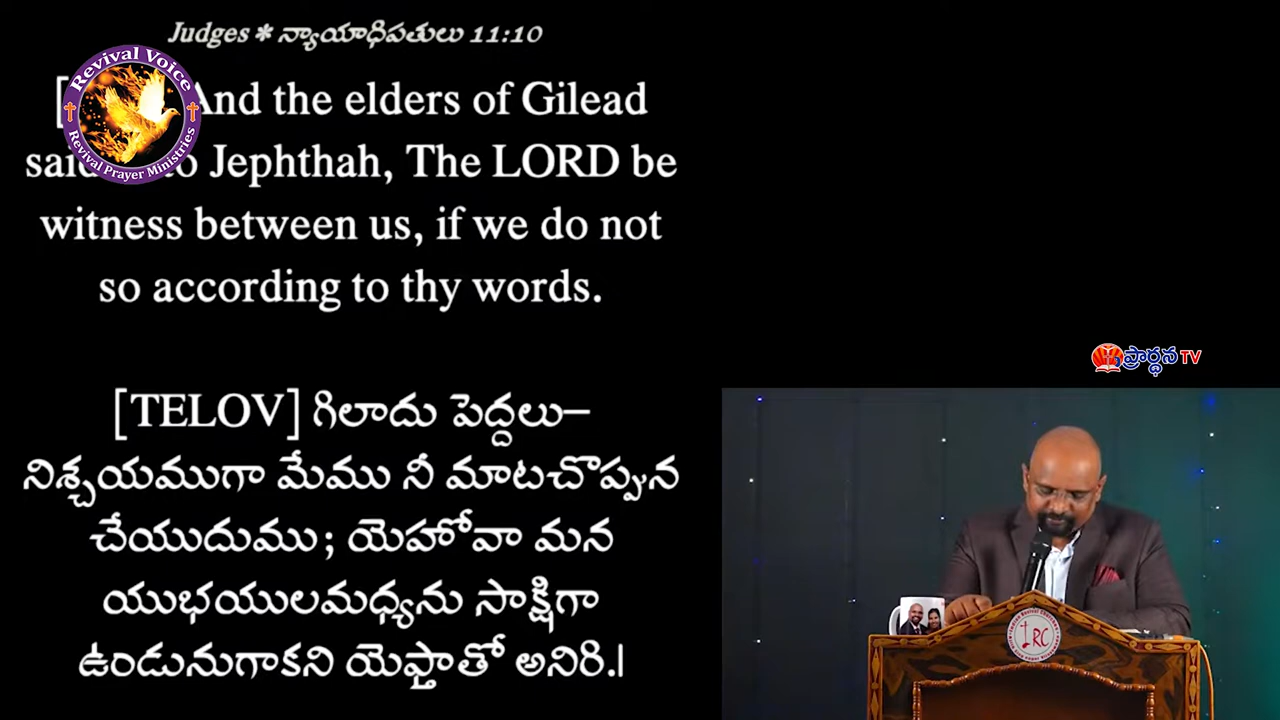 Judges * న్యాయాధిపతులు 11:10
Revival Voice
Revival Prayer Ministries
And the elders of Gilead
said Jephthah, The LORD be
witness between us, if we do not
so according to thy words.
[TELOV] గిలాదు పెద్దలు–
నిశ్చయముగా మేము నీ మాటచొప్పున
చేయుదుము; యెహోవా మన
యుభయులమధ్యను సాక్షిగా
ఉండునుగాకని యెఫ్తాతో అనిరి.
ప్రార్థన TV
RC